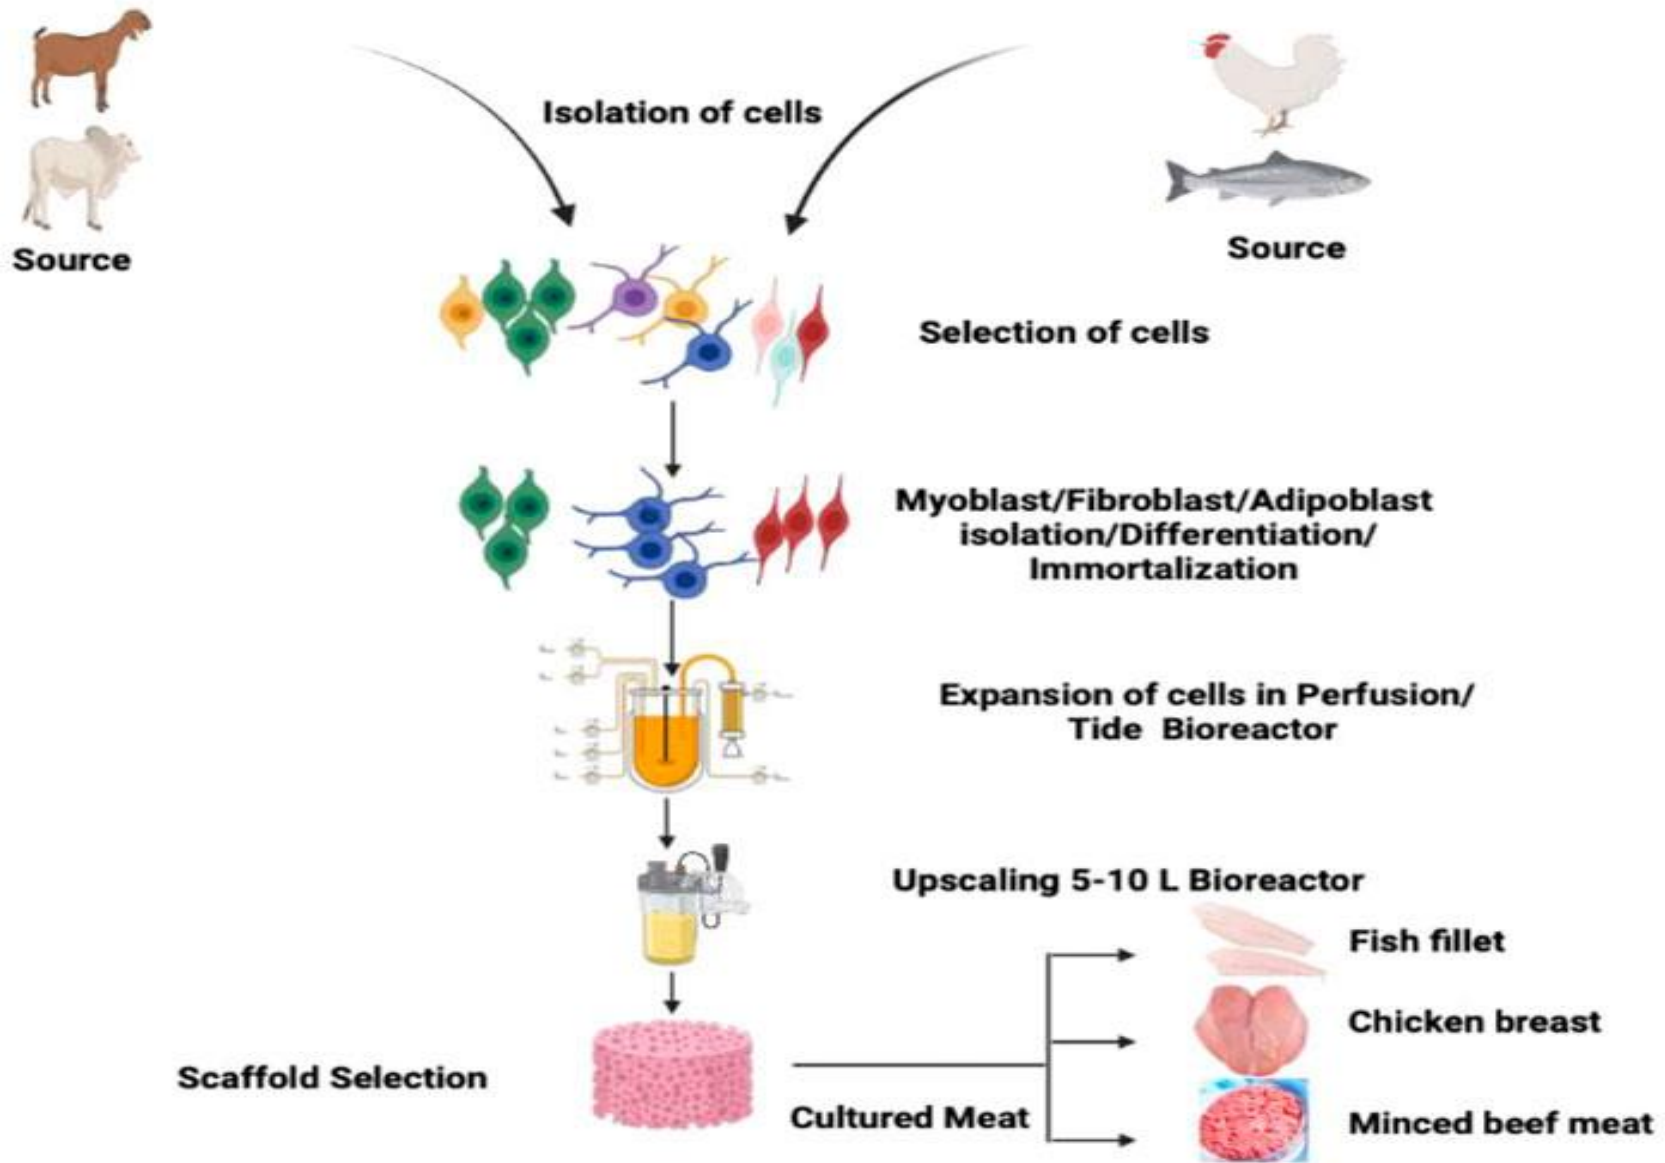 Isolation of cells
Source
Source
Selection of cells
Myoblast/Fibroblast/Adipoblast
isolation/Differentiation/
Immortalization
Expansion of cells in Perfusion/
Tide Bioreactor
Upscaling 5-10 L Bioreactor
Fish fillet
Chicken breast
Scaffold Selection
Cultured Meat
Minced beef meat